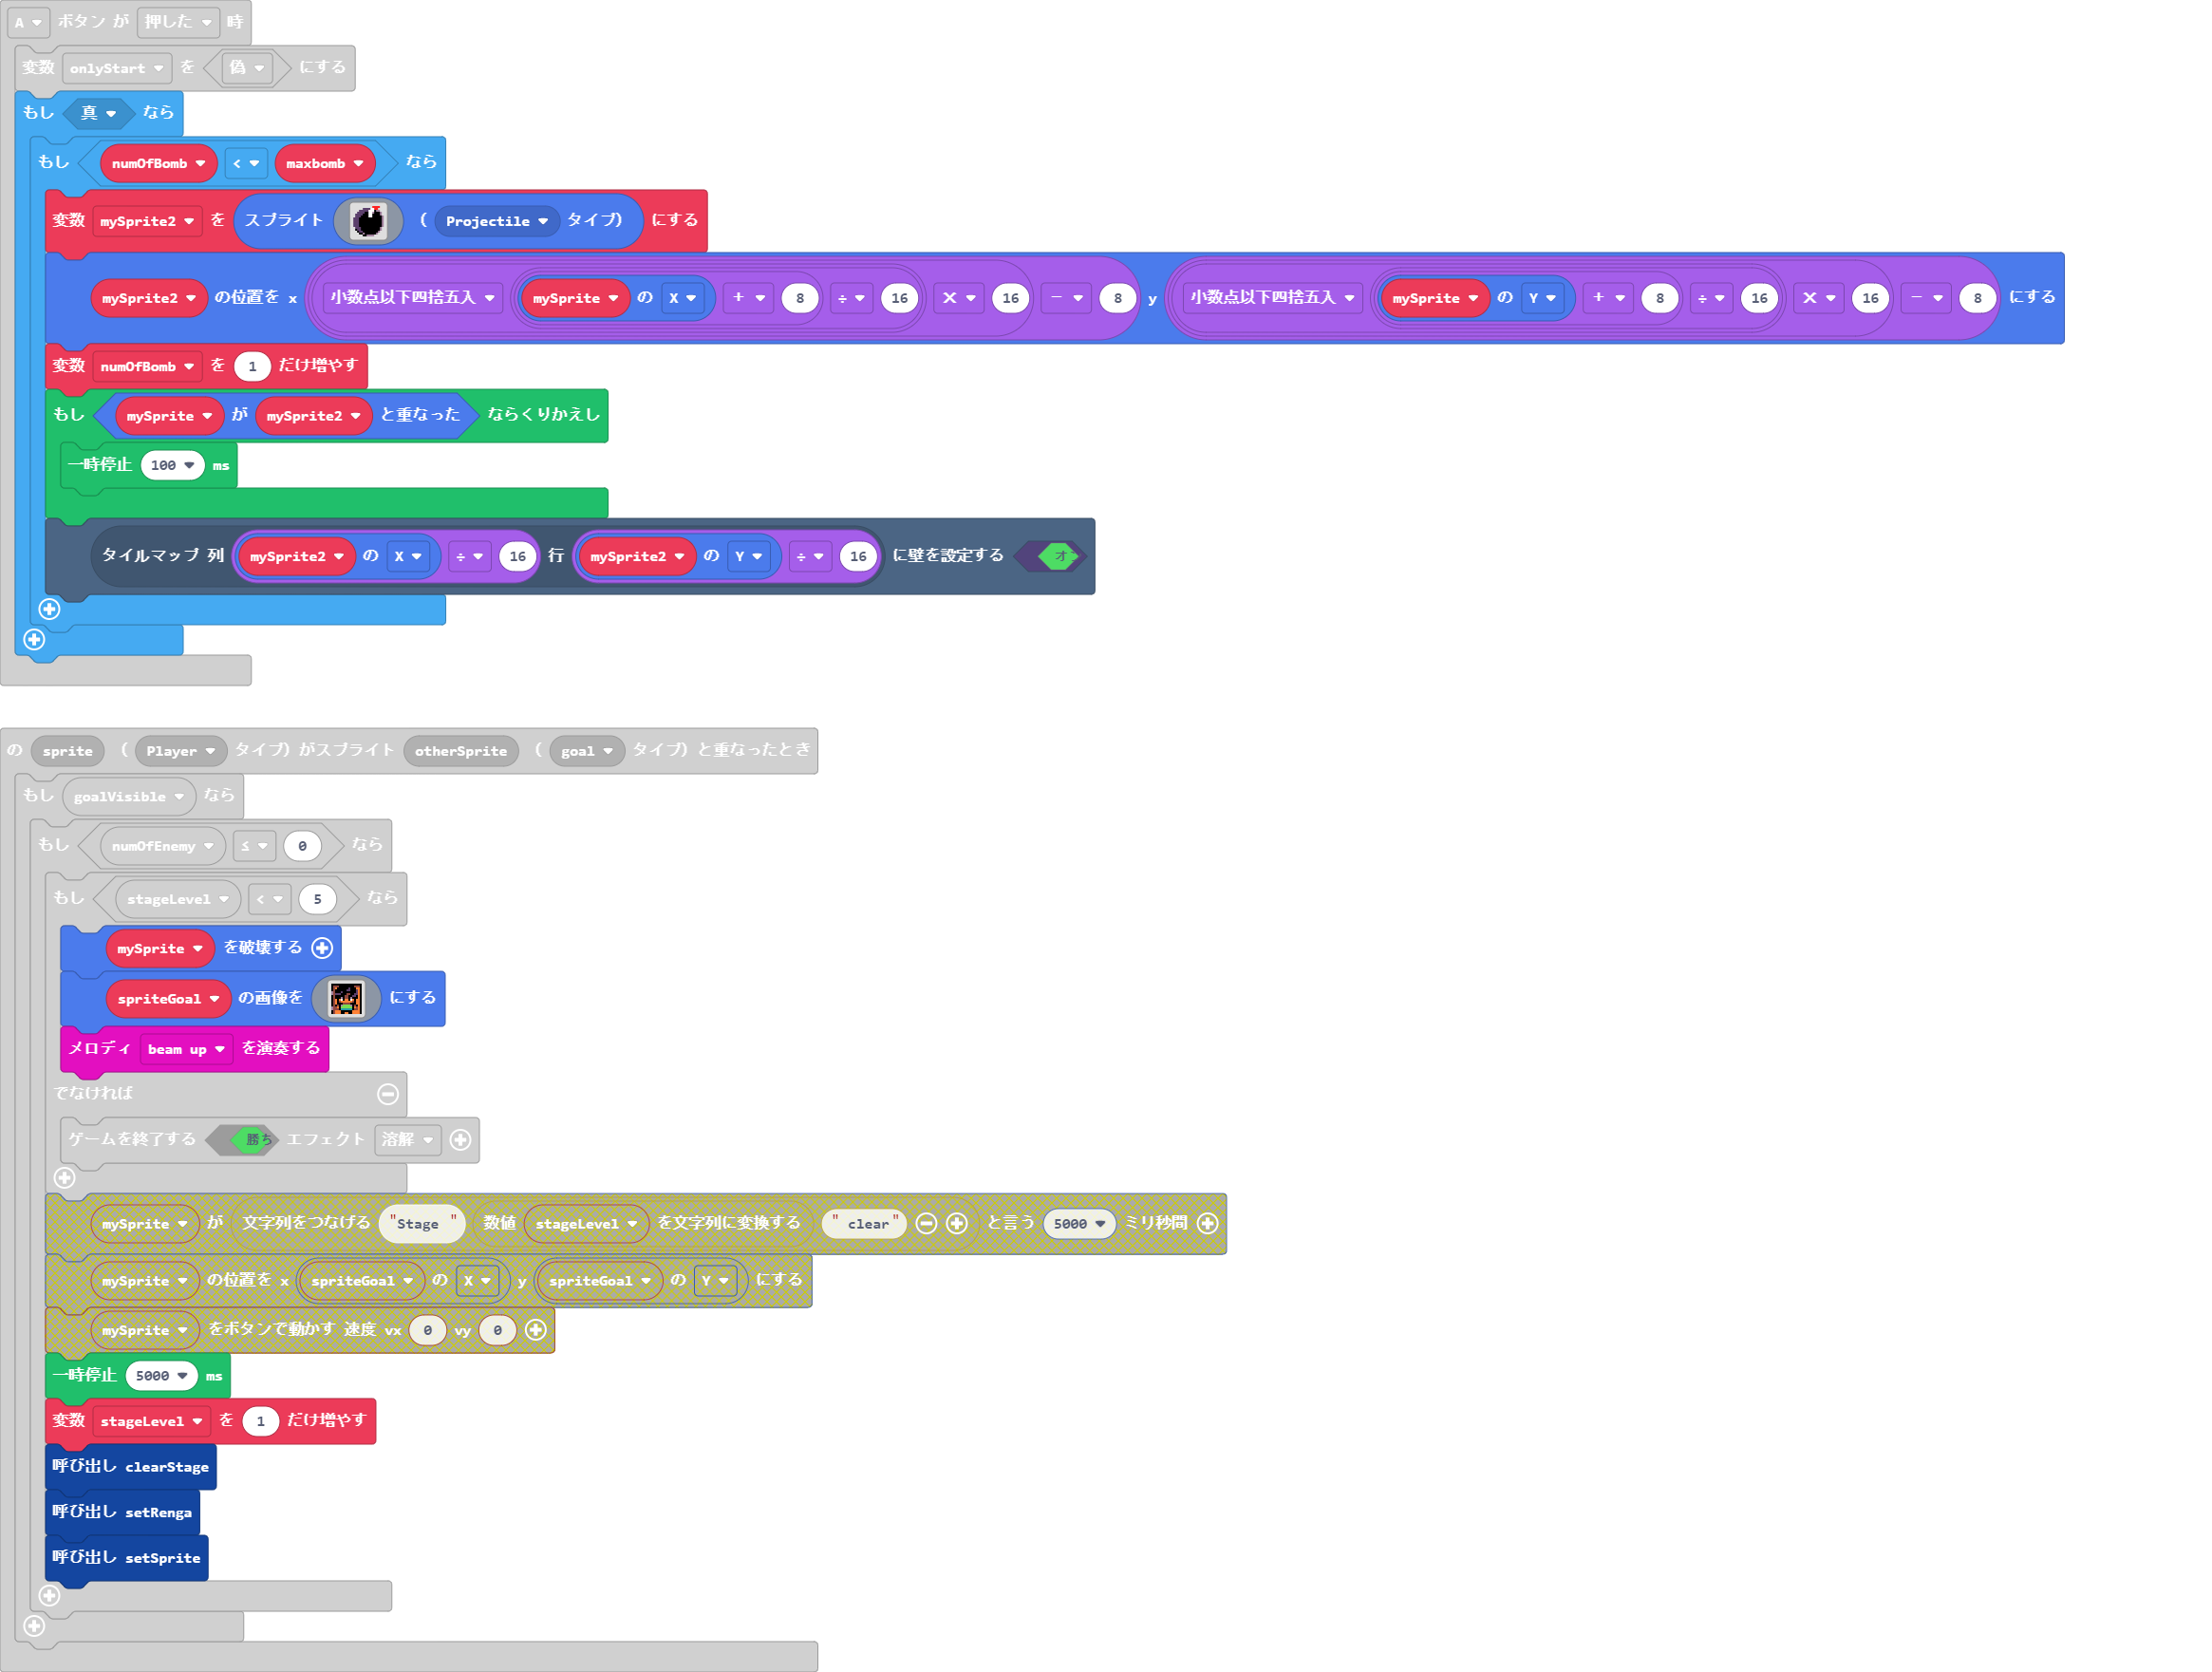 A ボタン が 押した 時
変数 onlyStart を 偽 にする
もし 真 なら
もし numOfBomb < maxbomb なら
変数 mySprite2 を スプライト ( Projectile タイプ) にする
mySprite2 の位置を x 小数点以下四捨五入 mySprite の X + 8 ÷ 16 × 16 - 8 y 小数点以下四捨五入 mySprite の Y + 8 ÷ 16 × 16 - 8 にする
変数 numOfBomb を 1 だけ増やす
もし mySprite が mySprite2 と重なった ならくりかえし
一時停止 100 ms
タイルマップ 列 mySprite2 の X ÷ 16 行 mySprite2 の Y ÷ 16 に壁を設定する
の sprite ( Player タイプ) がスプライト otherSprite ( goal タイプ) と重なったとき
もし goalVisible なら
もし numOfEnemy ≤ 0 なら
もし stageLevel < 5 なら
mySprite を破壊する
spriteGoal の画像を にする
メロディ beam up を演奏する
でなければ
ゲームを終了する 勝ち エフェクト 溶解
mySprite が 文字列をつなげる "Stage " 数値 stageLevel を文字列に変換する " clear" と言う 5000 ミリ秒間
mySprite の位置を x spriteGoal の X y spriteGoal の Y にする
mySprite をボタンで動かす 速度 vx 0 vy 0
一時停止 5000 ms
変数 stageLevel を 1 だけ増やす
呼び出し clearStage
呼び出し setRenga
呼び出し setSprite